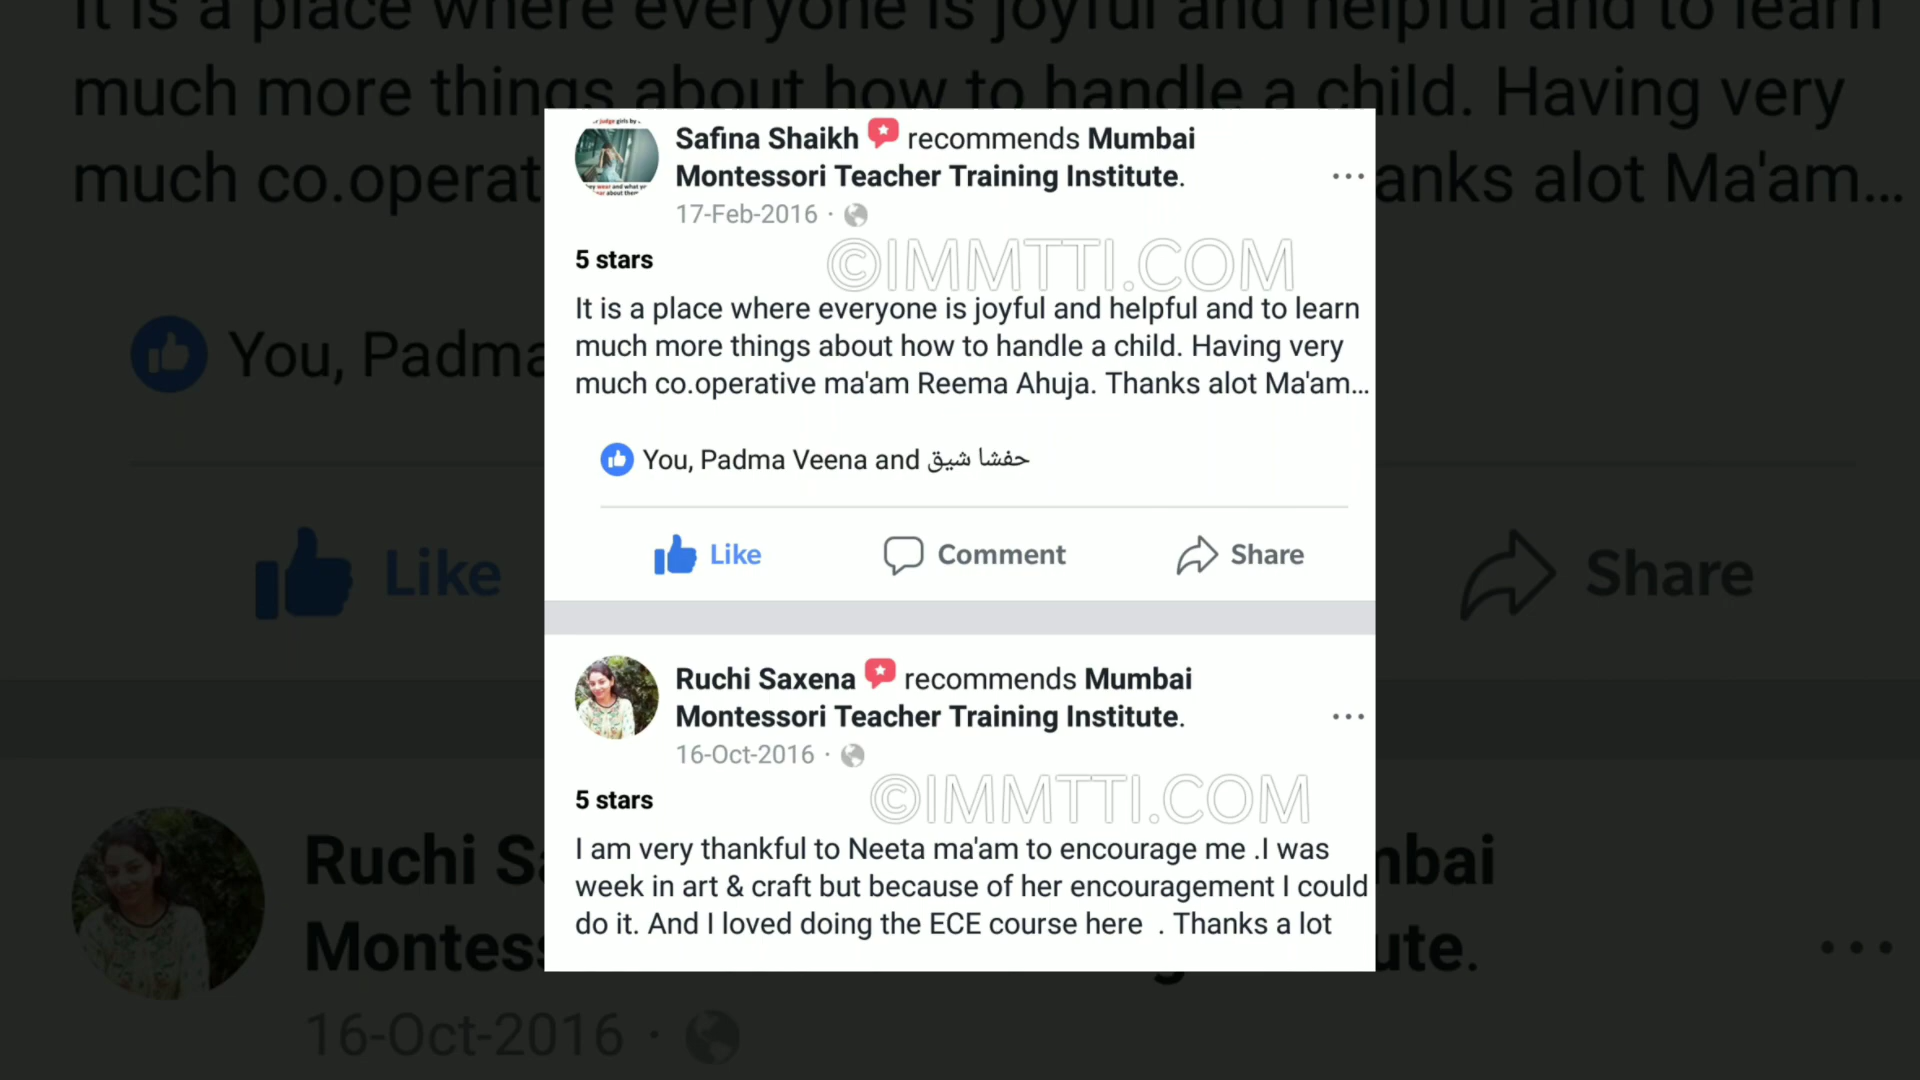 It is a place where everyone is joyful and helpful and to learn
much more things about how to handle a child. Having very
much co.operat
anks alot Ma'am...
You, Padma
Like
Share
Ruchi Sa
mbai
Montess
ute.
16-Oct-2016 ·
Safina Shaikh recommends Mumbai
Montessori Teacher Training Institute.
17-Feb-2016 ·
©IMMTTI.COM
5 stars
It is a place where everyone is joyful and helpful and to learn
much more things about how to handle a child. Having very
much co.operative ma'am Reema Ahuja. Thanks alot Ma'am...
You, Padma Veena and حفشا شيق
Like Comment Share
Ruchi Saxena recommends Mumbai
Montessori Teacher Training Institute.
16-Oct-2016 ·
©IMMTTI.COM
5 stars
I am very thankful to Neeta ma'am to encourage me .I was
week in art & craft but because of her encouragement I could
do it. And I loved doing the ECE course here . Thanks a lot